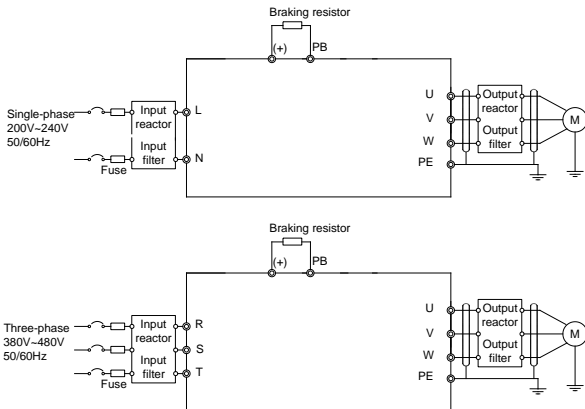 Braking resistor
(+) PB
Single-phase
200V~240V
50/60Hz
Input
reactor
Input
filter
Fuse
L
N
U
V
W
PE
Output
reactor
Output
filter
M
Braking resistor
(+) PB
Three-phase
380V~480V
50/60Hz
Input
reactor
Input
filter
Fuse
R
S
T
U
V
W
PE
Output
reactor
Output
filter
M